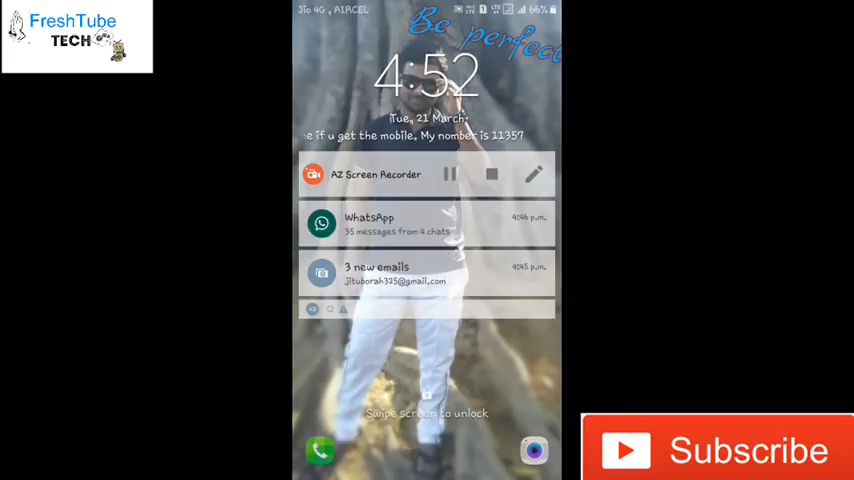 FreshTube
TECH
Jio 4G , AIRCEL
66%
Be perfect
4:52
Tue, 21 March
e if u get the mobile. My nomber is 11357
AZ Screen Recorder
WhatsApp
4:46 p.m.
35 messages from 4 chats
3 new emails
4:45 p.m.
jituborah325@gmail.com
Swipe screen to unlock
Subscribe